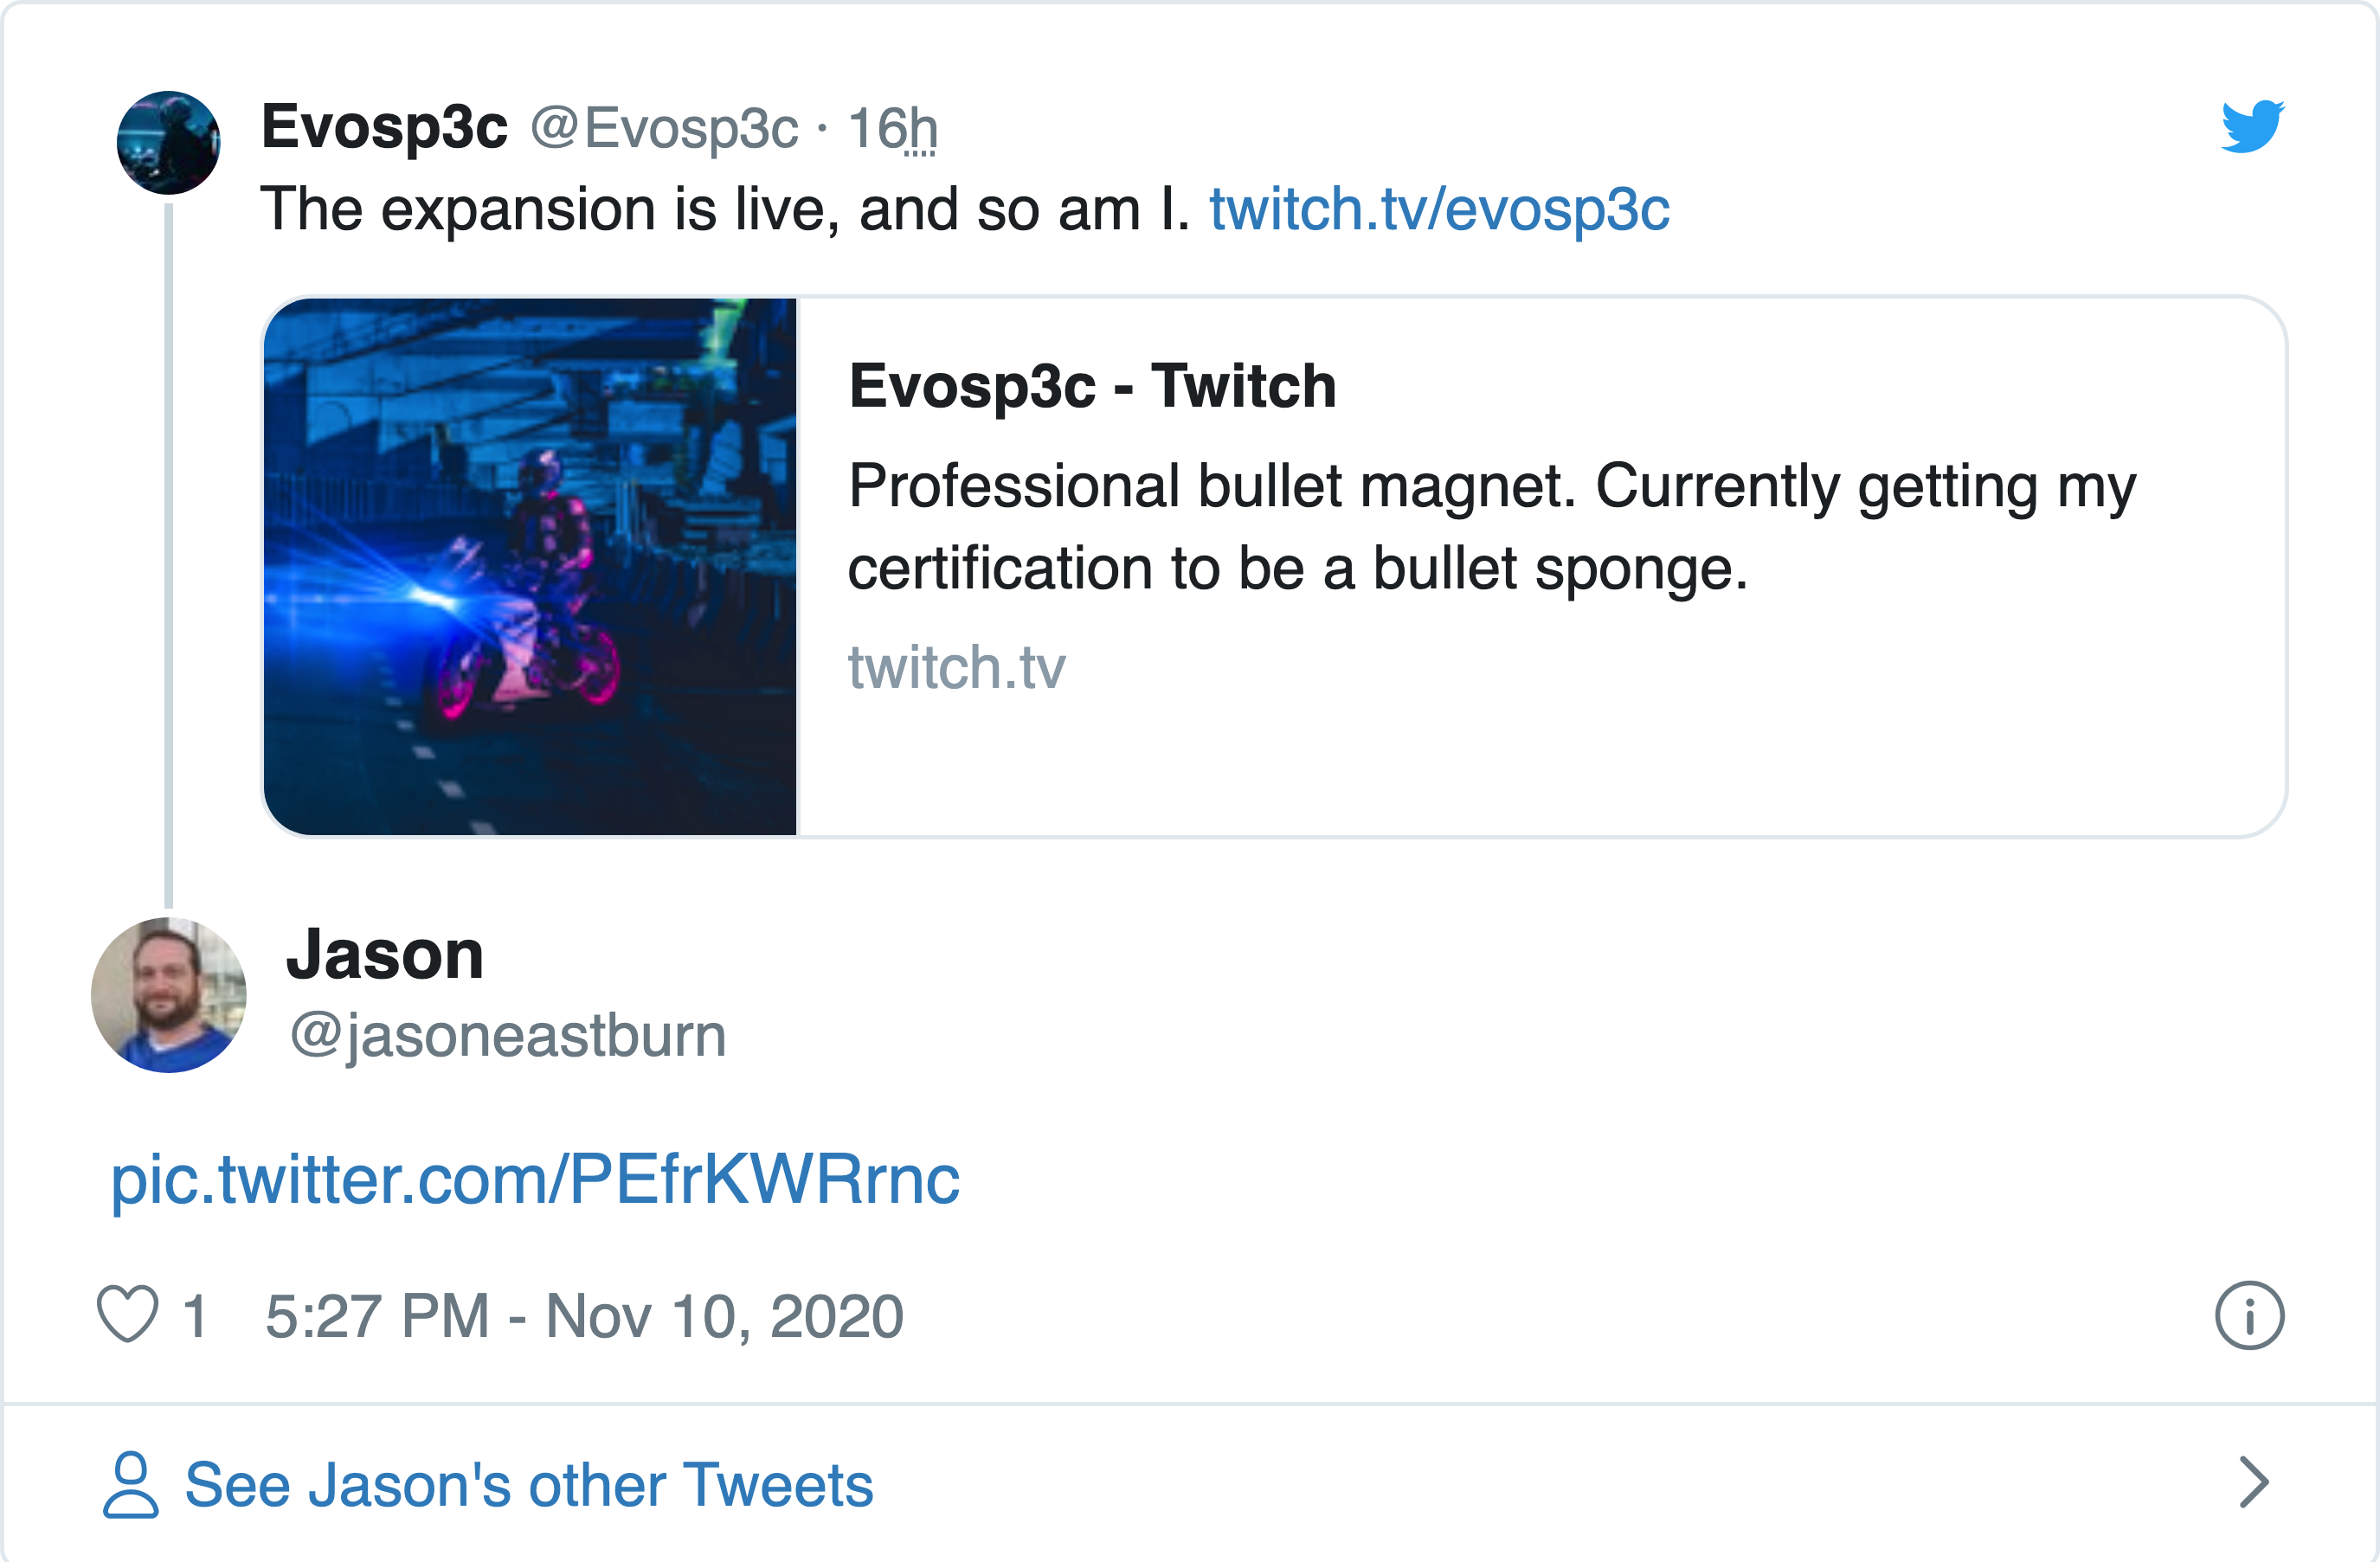 Evosp3c @Evosp3c · 16h
The expansion is live, and so am I. twitch.tv/evosp3c
Evosp3c - Twitch
Professional bullet magnet. Currently getting my
certification to be a bullet sponge.
twitch.tv
Jason
@jasoneastburn
pic.twitter.com/PEfrKWRrnc
1 5:27 PM - Nov 10, 2020
See Jason's other Tweets